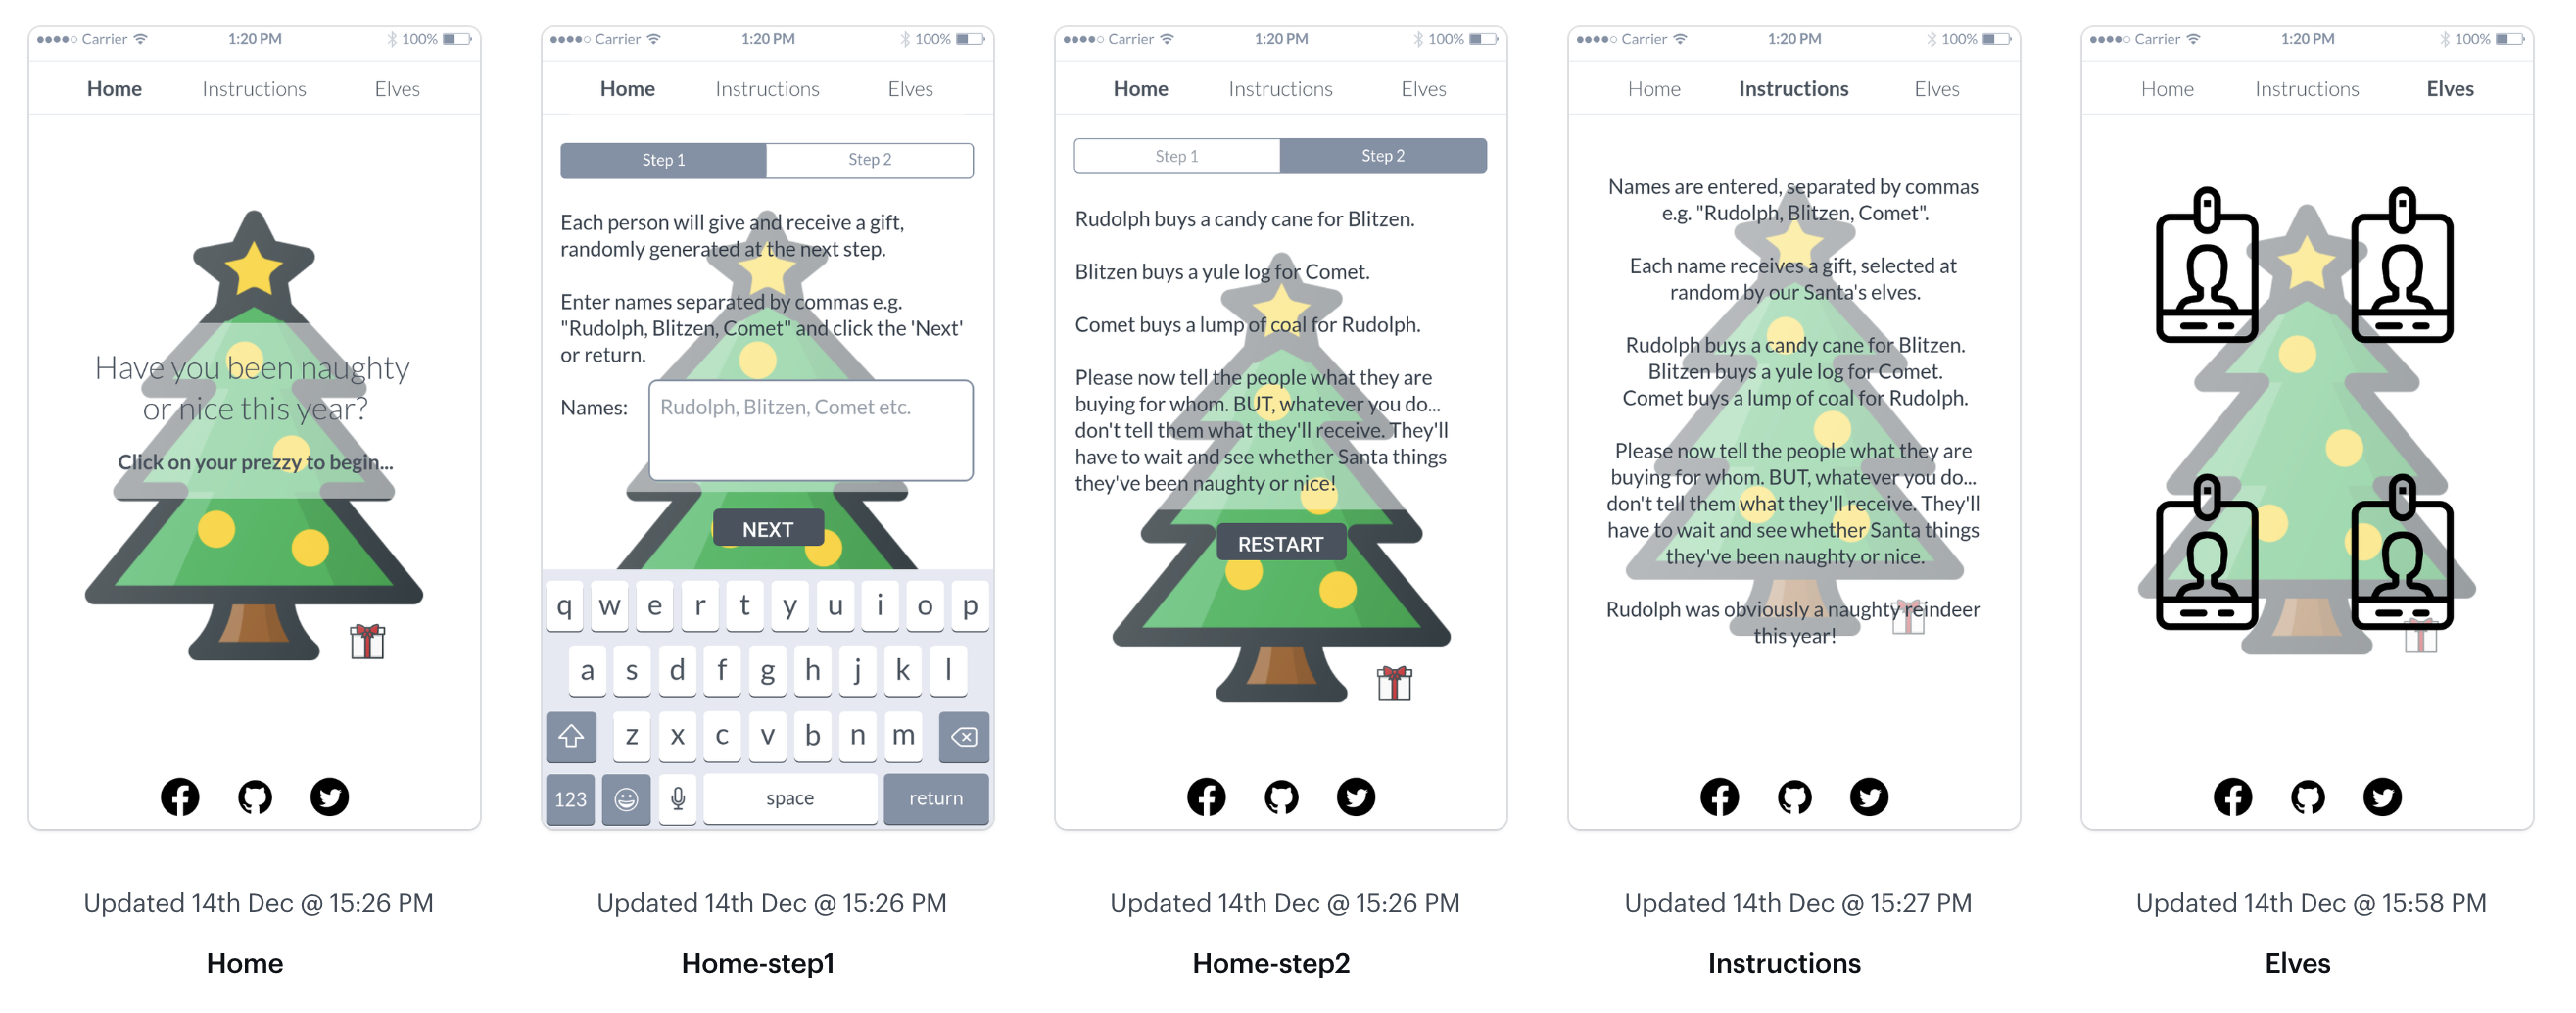 Carrier 1:20 PM 100%
Home Instructions Elves
Have you been naughty
or nice this year?
Click on your prezzy to begin...
Updated 14th Dec @ 15:26 PM
Home
Carrier 1:20 PM 100%
Home Instructions Elves
Step 1 Step 2
Each person will give and receive a gift,
randomly generated at the next step.
Enter names separated by commas e.g.
"Rudolph, Blitzen, Comet" and click the 'Next'
or return.
Names: Rudolph, Blitzen, Comet etc.
NEXT
q w e r t y u i o p
a s d f g h j k l
z x c v b n m
123 space return
Updated 14th Dec @ 15:26 PM
Home-step1
Carrier 1:20 PM 100%
Home Instructions Elves
Step 1 Step 2
Rudolph buys a candy cane for Blitzen.
Blitzen buys a yule log for Comet.
Comet buys a lump of coal for Rudolph.
Please now tell the people what they are
buying for whom. BUT, whatever you do...
don't tell them what they'll receive. They'll
have to wait and see whether Santa things
they've been naughty or nice!
RESTART
Updated 14th Dec @ 15:26 PM
Home-step2
Carrier 1:20 PM 100%
Home Instructions Elves
Names are entered, separated by commas
e.g. "Rudolph, Blitzen, Comet".
Each name receives a gift, selected at
random by our Santa's elves.
Rudolph buys a candy cane for Blitzen.
Blitzen buys a yule log for Comet.
Comet buys a lump of coal for Rudolph.
Please now tell the people what they are
buying for whom. BUT, whatever you do...
don't tell them what they'll receive. They'll
have to wait and see whether Santa things
they've been naughty or nice.
Rudolph was obviously a naughty reindeer
this year!
Updated 14th Dec @ 15:27 PM
Instructions
Carrier 1:20 PM 100%
Home Instructions Elves
Updated 14th Dec @ 15:58 PM
Elves